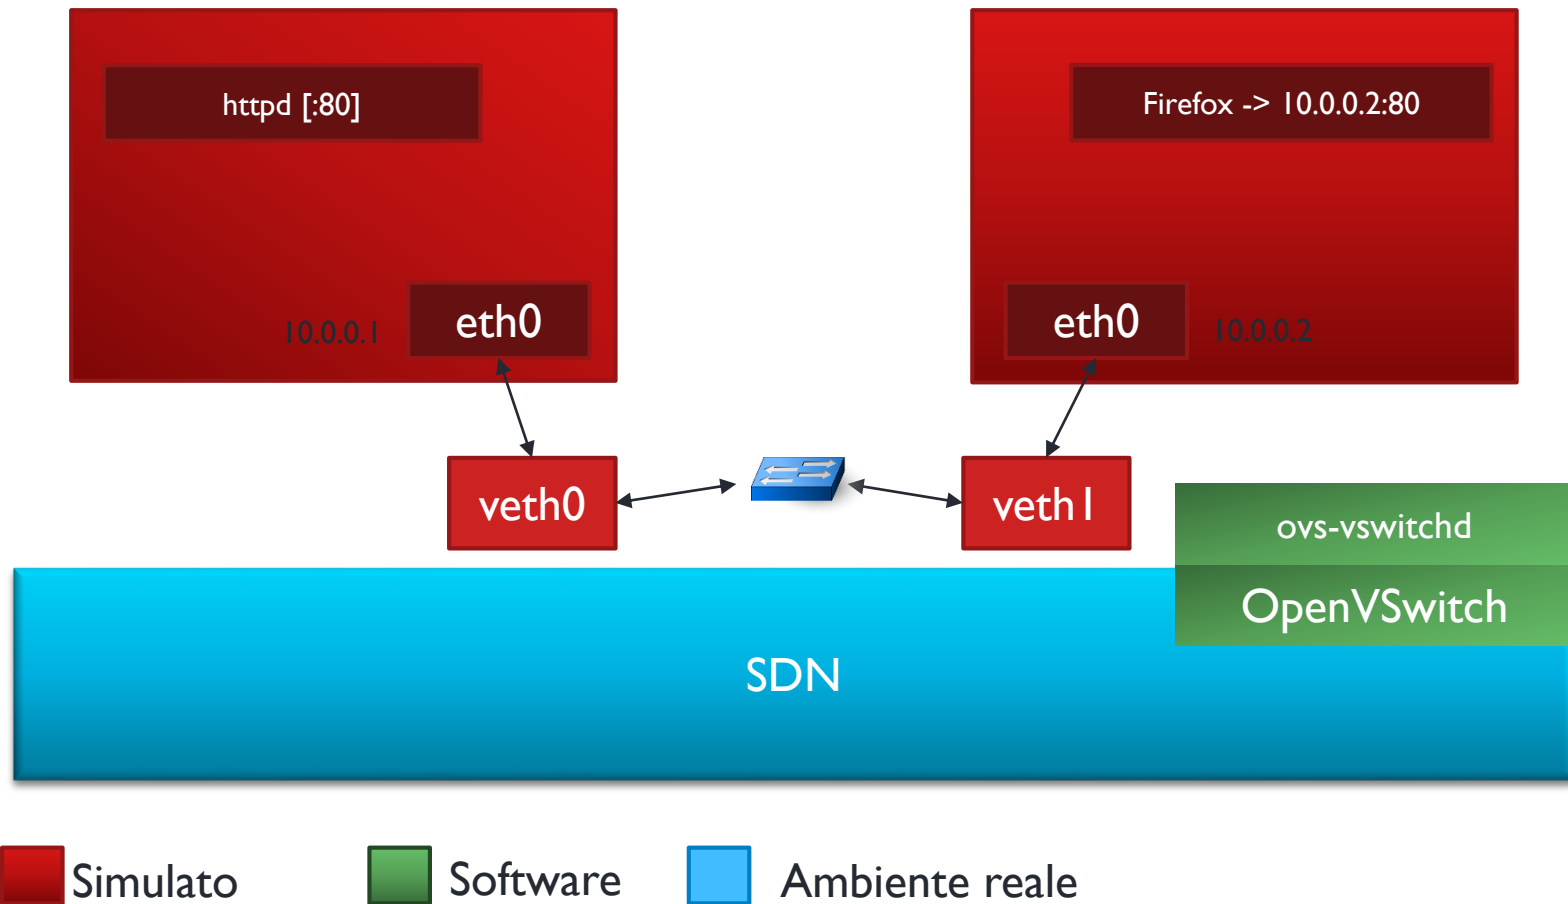 httpd [:80]
Firefox -> 10.0.0.2:80
10.0.0.1
eth0
eth0
10.0.0.2
veth0
veth1
ovs-vswitchd
OpenVSwitch
SDN
Simulato
Software
Ambiente reale